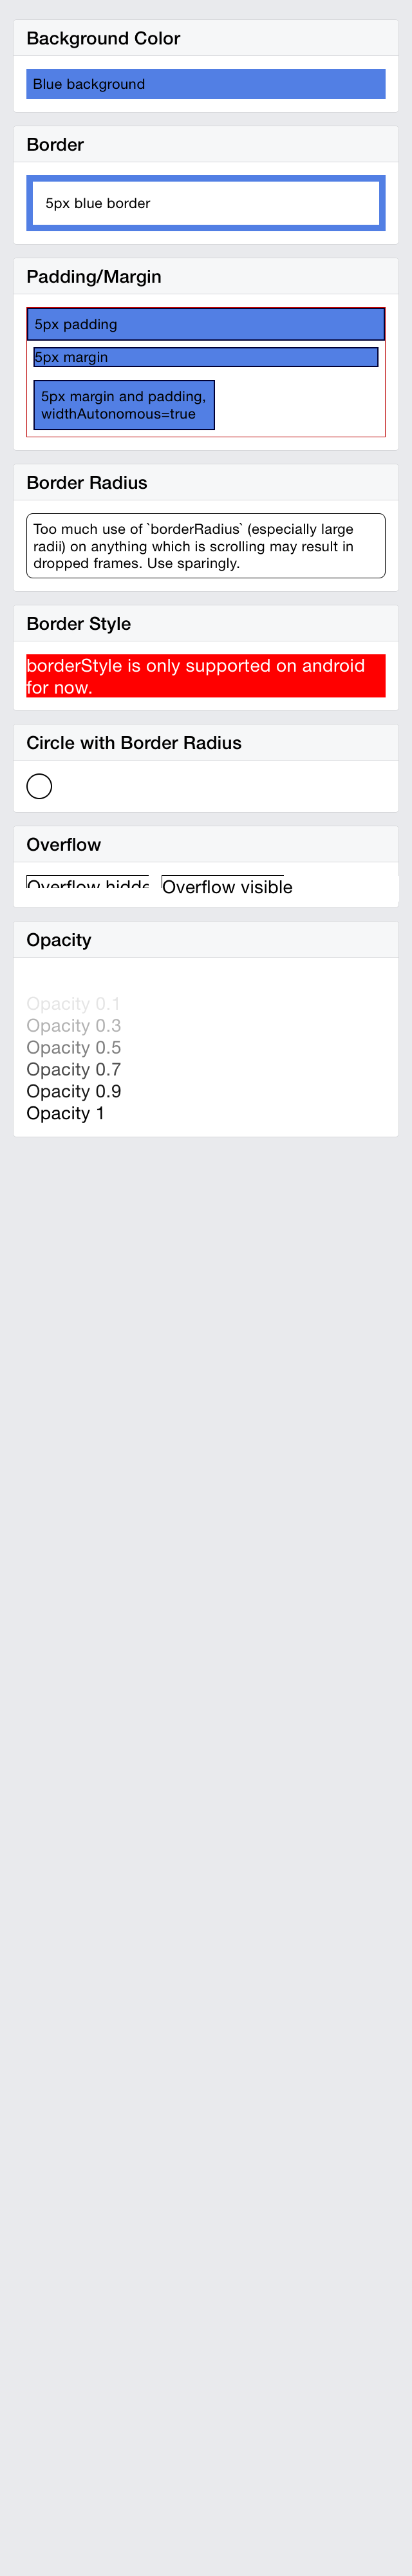 Background Color
Blue background
Border
5px blue border
Padding/Margin
5px padding
5px margin
5px margin and padding,
widthAutonomous=true
Border Radius
Too much use of `borderRadius` (especially large
radii) on anything which is scrolling may result in
dropped frames. Use sparingly.
Border Style
borderStyle is only supported on android
for now.
Circle with Border Radius
Overflow
Overflow hidde
Overflow visible
Opacity
Opacity 0.1
Opacity 0.3
Opacity 0.5
Opacity 0.7
Opacity 0.9
Opacity 1